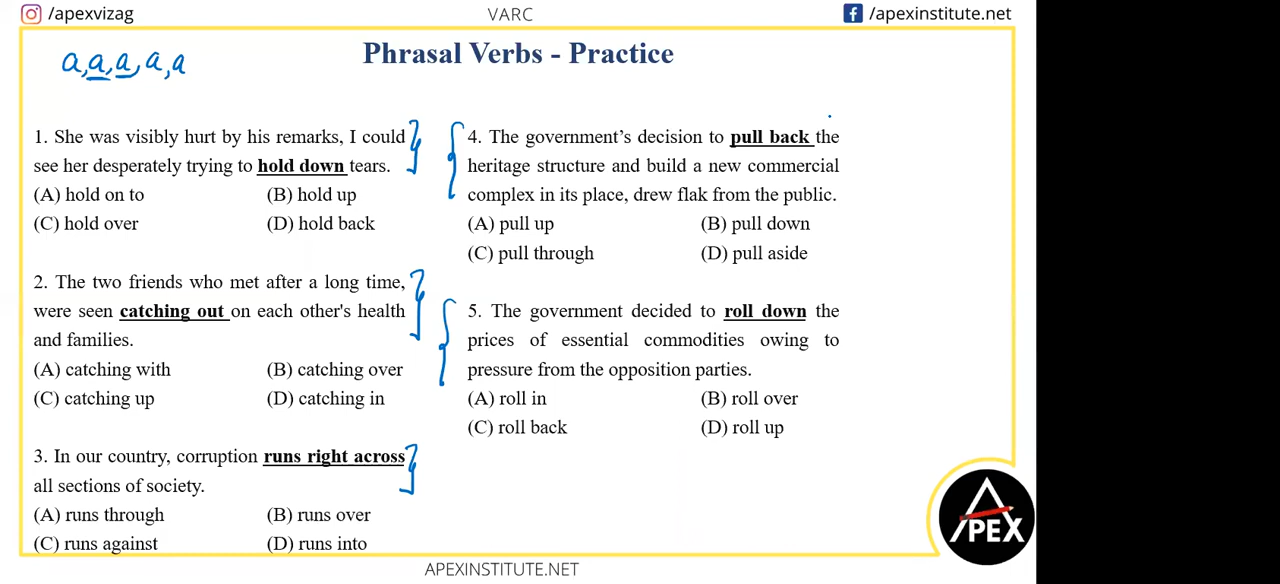 /apexvizag
VARC
/apexinstitute.net
a, a, a, a, a
Phrasal Verbs - Practice
1. She was visibly hurt by his remarks, I could
see her desperately trying to hold down tears.
(A) hold on to (B) hold up
(C) hold over (D) hold back
2. The two friends who met after a long time,
were seen catching out on each other's health
and families.
(A) catching with (B) catching over
(C) catching up (D) catching in
3. In our country, corruption runs right across
all sections of society.
(A) runs through (B) runs over
(C) runs against (D) runs into
4. The government’s decision to pull back the
heritage structure and build a new commercial
complex in its place, drew flak from the public.
(A) pull up (B) pull down
(C) pull through (D) pull aside
5. The government decided to roll down the
prices of essential commodities owing to
pressure from the opposition parties.
(A) roll in (B) roll over
(C) roll back (D) roll up
APEX
APEXINSTITUTE.NET